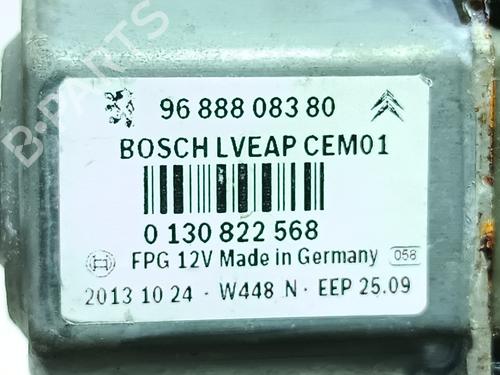 B-PARTS
96 888 083 80
BOSCH LVEAP CEM01
0 130 822 568
FPG 12V Made in Germany 058
2013 10 24 · W448 N · EEP 25.09